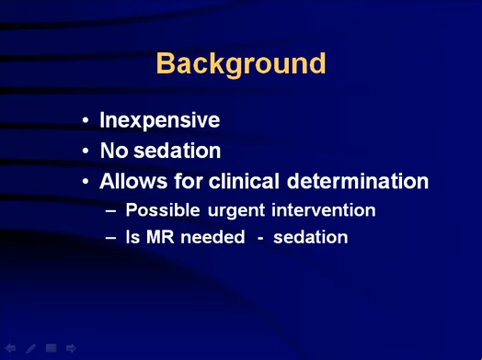 Background
• Inexpensive
• No sedation
• Allows for clinical determination
– Possible urgent intervention
– Is MR needed - sedation